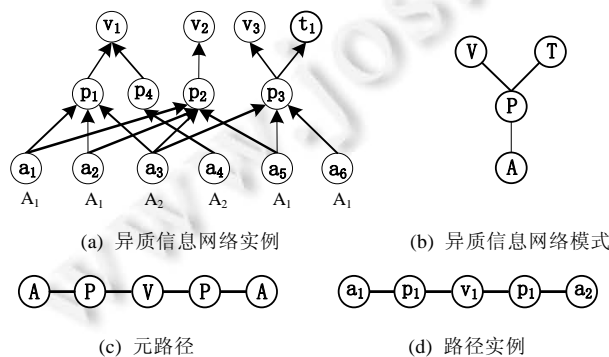 v₁ v₂ v₃ t₁
p₁ p₄ p₂ p₃
a₁ a₂ a₃ a₄ a₅ a₆
A₁ A₁ A₂ A₂ A₁ A₁
(a) 异质信息网络实例
V T
P
A
(b) 异质信息网络模式
A P V P A
(c) 元路径
a₁ p₁ v₁ p₁ a₂
(d) 路径实例
www.jos